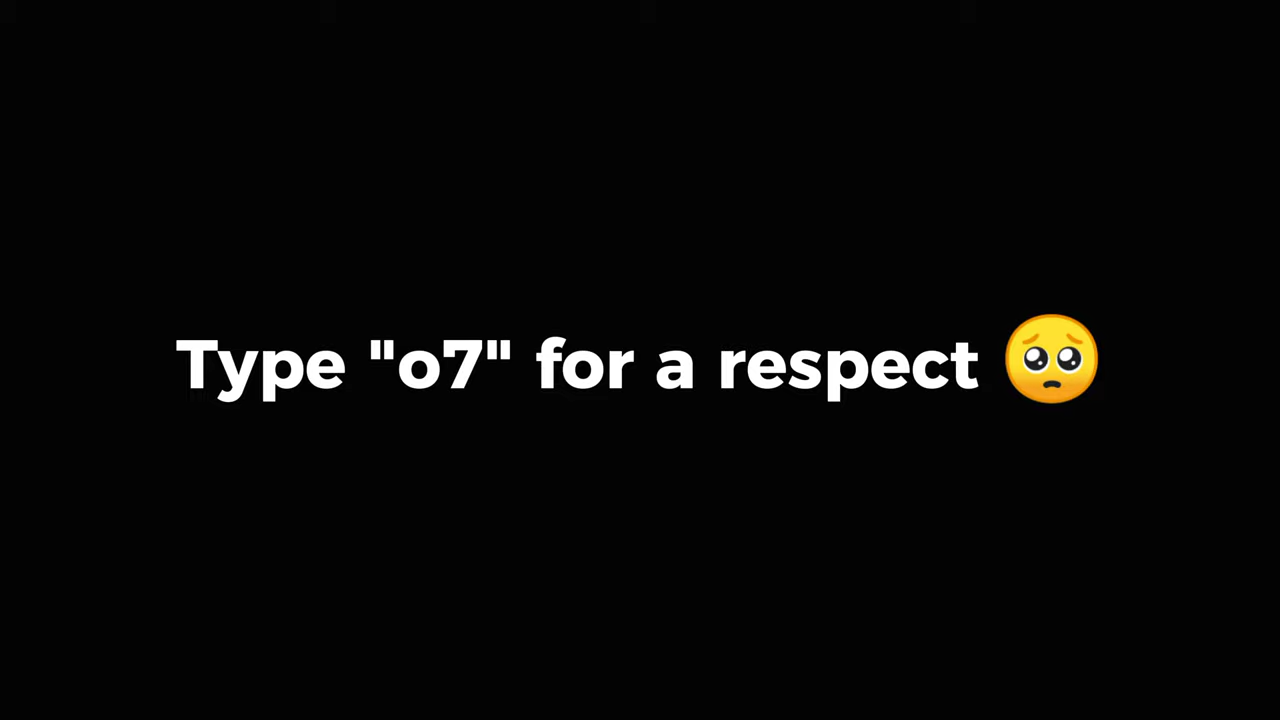 Type "o7" for a respect 🥺